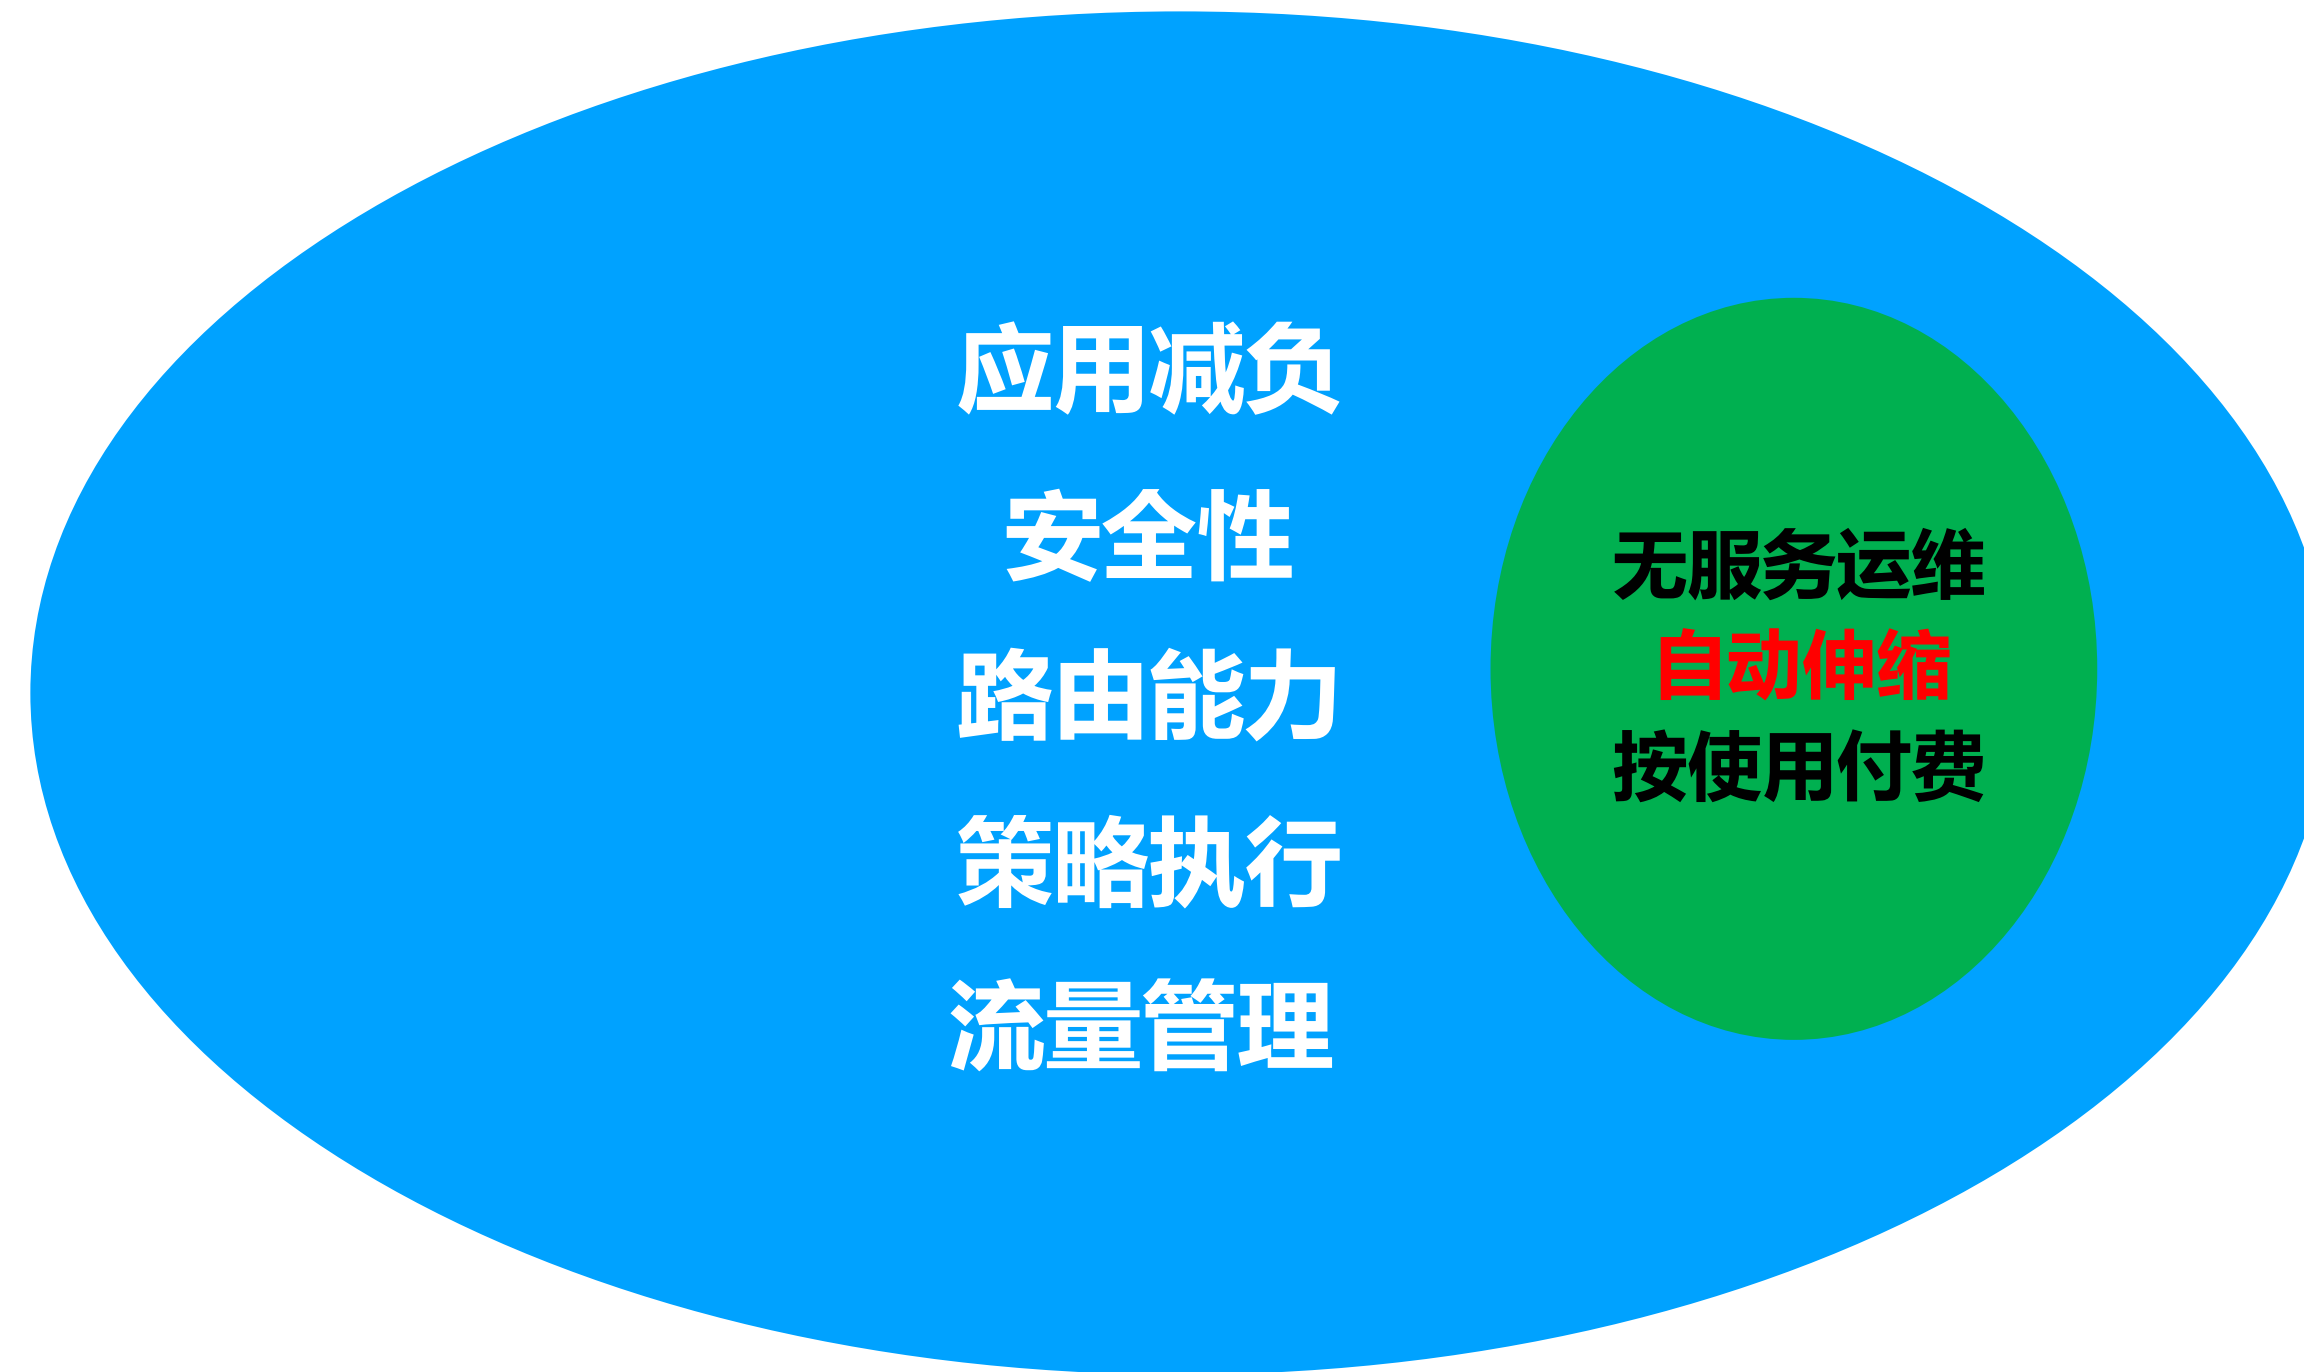 应用减负
安全性
路由能力
策略执行
流量管理
无服务运维
自动伸缩
按使用付费